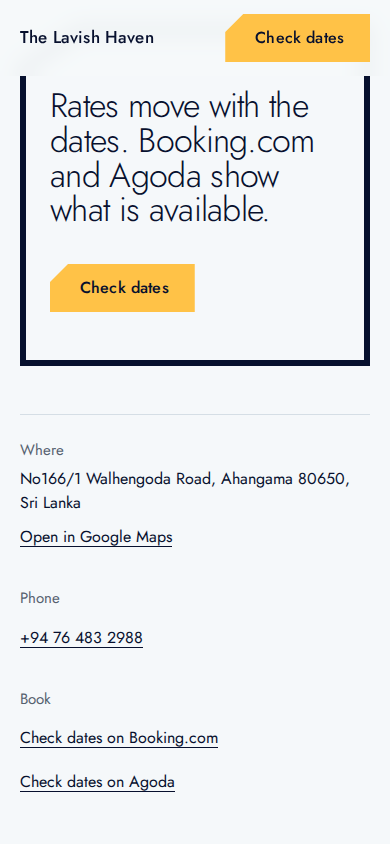 The Lavish Haven
Check dates
Rates move with the
dates. Booking.com
and Agoda show
what is available.
Check dates
Where
No166/1 Walhengoda Road, Ahangama 80650,
Sri Lanka
Open in Google Maps
Phone
+94 76 483 2988
Book
Check dates on Booking.com
Check dates on Agoda